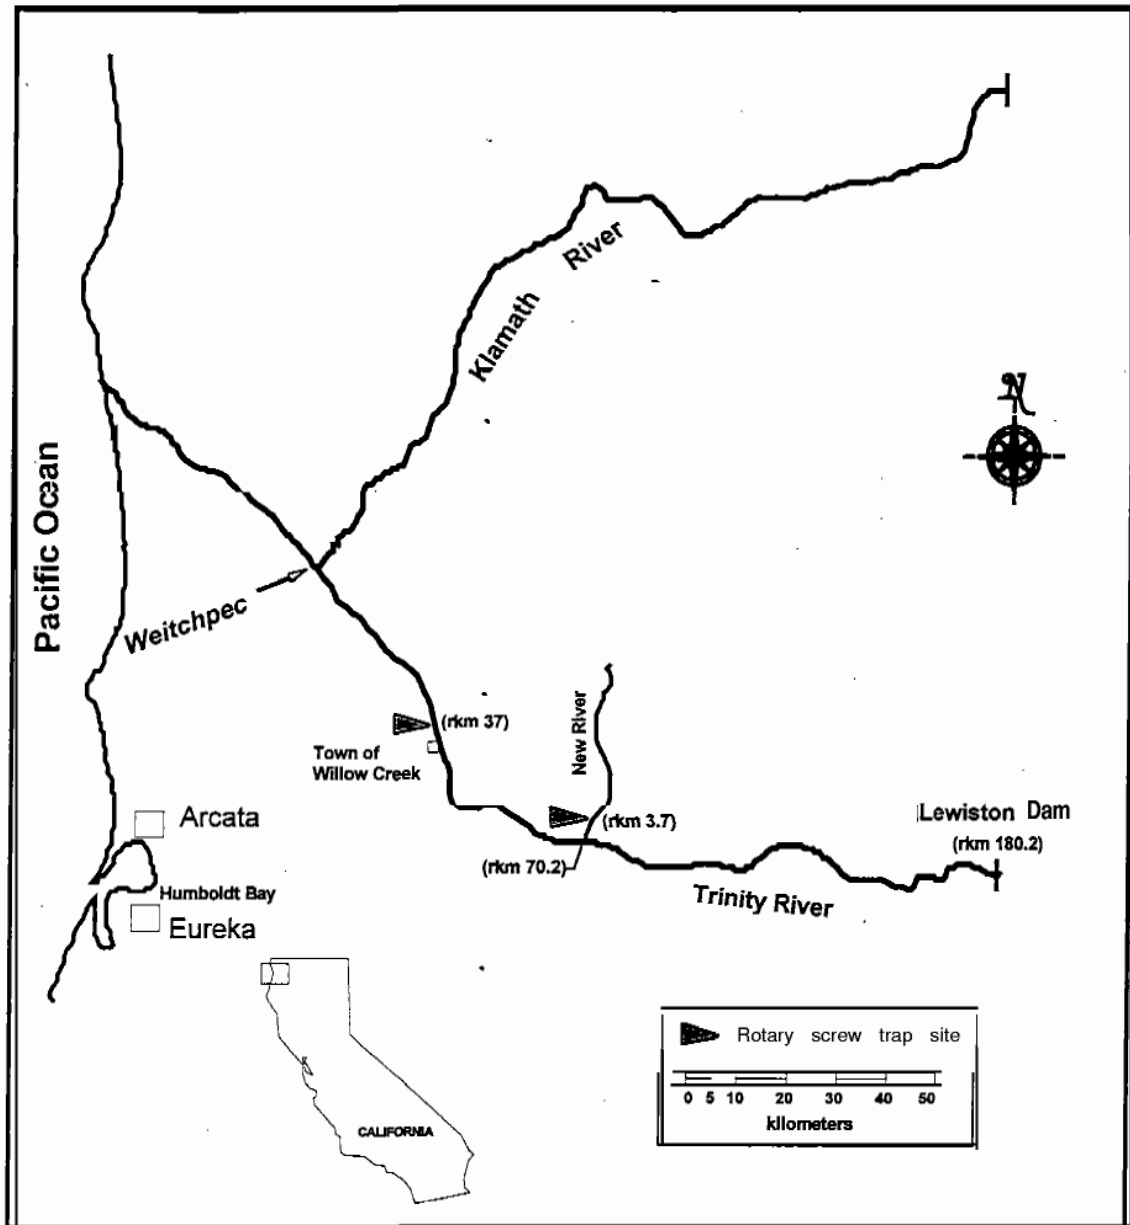 Klamath
River
N
Pacific Ocean
Weitchpec
(rkm 37)
Town of
Willow Creek
New River
(rkm 3.7)
(rkm 70.2)
Lewiston Dam
(rkm 180.2)
Trinity River
Arcata
Humboldt Bay
Eureka
CALIFORNIA
Rotary screw trap site
0 5 10 20 30 40 50
kilometers